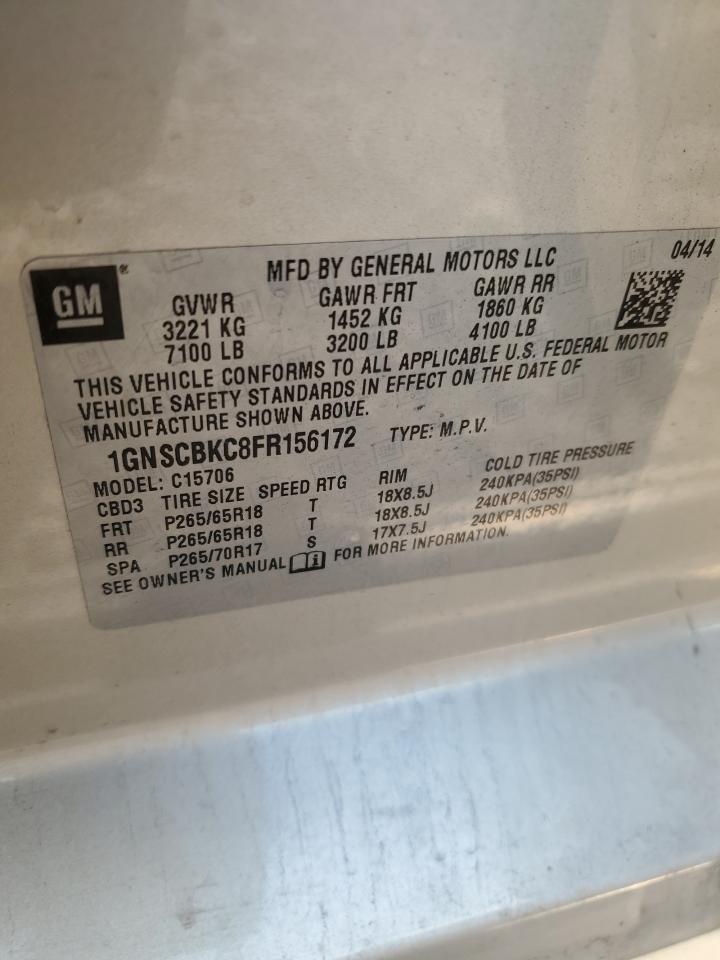 GM®
MFD BY GENERAL MOTORS LLC 04/14
GVWR GAWR FRT GAWR RR
3221 KG 1452 KG 1860 KG
7100 LB 3200 LB 4100 LB
THIS VEHICLE CONFORMS TO ALL APPLICABLE U.S. FEDERAL MOTOR
VEHICLE SAFETY STANDARDS IN EFFECT ON THE DATE OF
MANUFACTURE SHOWN ABOVE.
1GNSCBKC8FR156172 TYPE: M.P.V.
MODEL: C15706
CBD3 TIRE SIZE SPEED RTG RIM COLD TIRE PRESSURE
FRT P265/65R18 T 18X8.5J 240KPA(35PSI)
RR P265/65R18 T 18X8.5J 240KPA(35PSI)
SPA P265/70R17 S 17X7.5J 240KPA(35PSI)
SEE OWNER'S MANUAL FOR MORE INFORMATION.